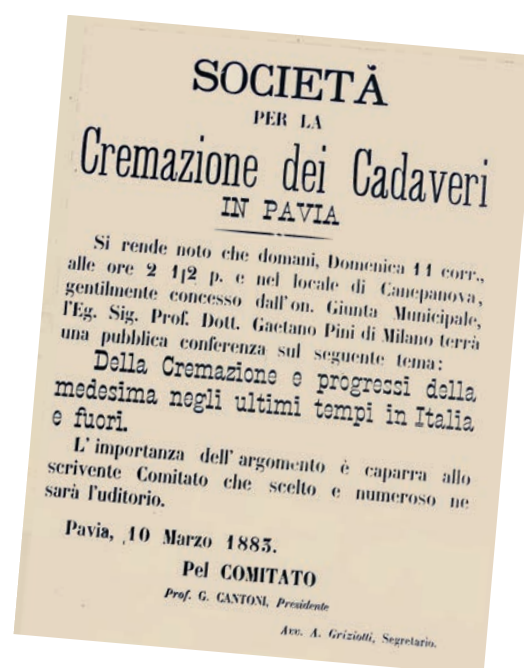 SOCIETÀ
PER LA
Cremazione dei Cadaveri
IN PAVIA
Si rende noto che domani, Domenica 11 corr.,
alle ore 2 1|2 p. e nel locale di Canepanova,
gentilmente concesso dall'on. Giunta Municipale,
l'Eg. Sig. Prof. Dott. Gaetano Pini di Milano terrà
una pubblica conferenza sul seguente tema:
Della Cremazione e progressi della
medesima negli ultimi tempi in Italia
e fuori.
L'importanza dell'argomento è caparra allo
scrivente Comitato che scelto e numeroso ne
sarà l'uditorio.
Pavia, 10 Marzo 1883.
Pel COMITATO
Prof. G. CANTONI, Presidente
Avv. A. Griziotti, Segretario.